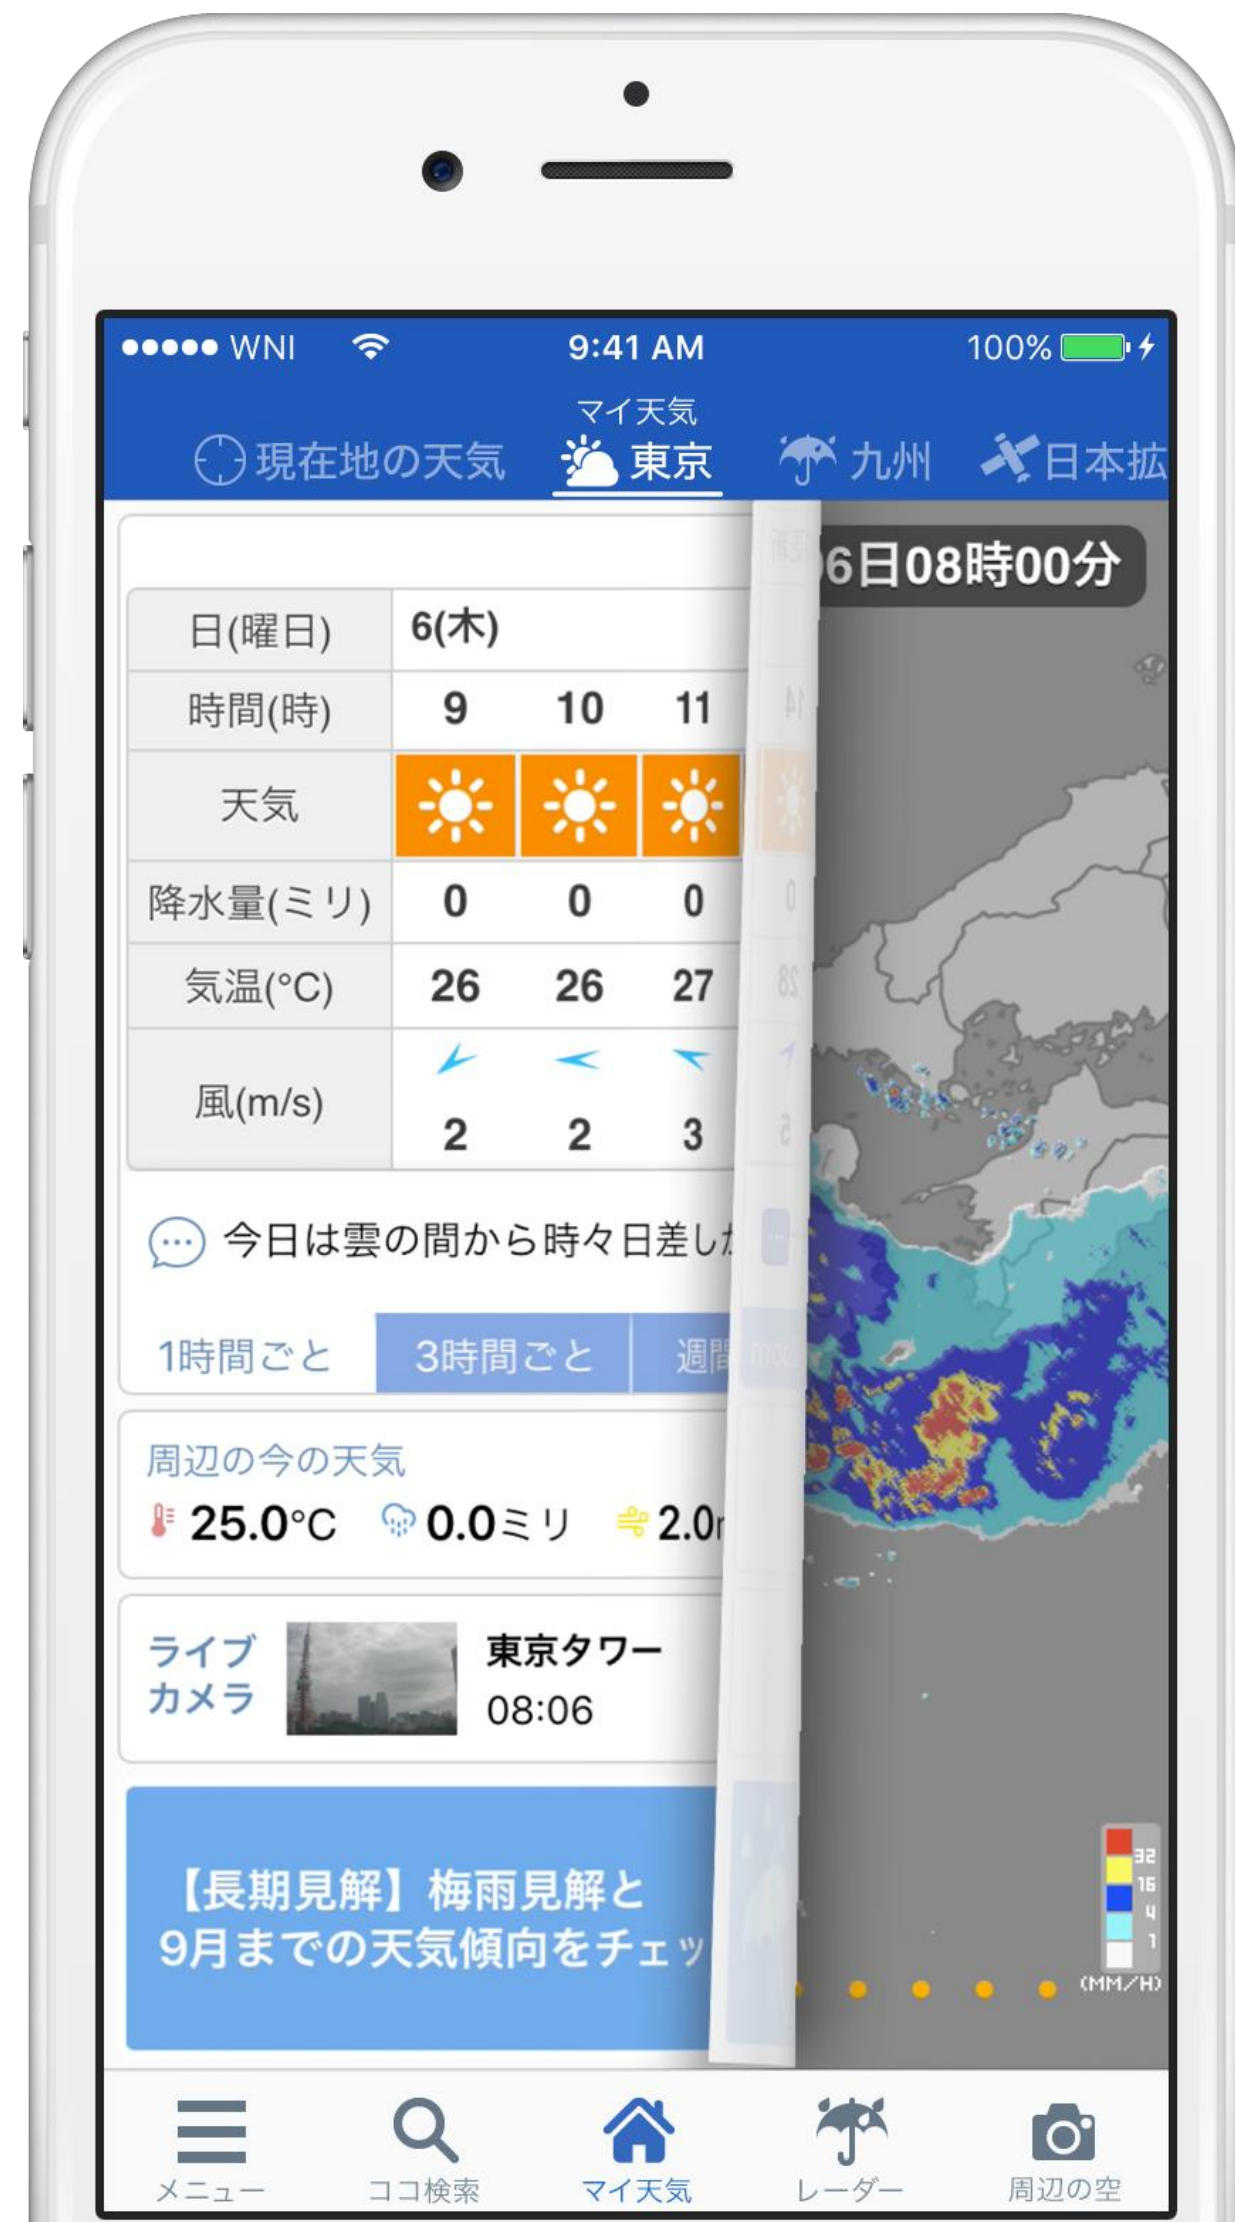 WNI 9:41 AM 100%
マイ天気
現在地の天気 東京 九州 日本拡
6日08時00分
日(曜日) 6(木)
時間(時) 9 10 11 14
天気
降水量(ミリ) 0 0 0 0
気温(°C) 26 26 27 28
風(m/s) 2 2 3 5
今日は雲の間から時々日差し
1時間ごと 3時間ごと 週間
周辺の今の天気
25.0°C 0.0ミリ 2.0
ライブ
カメラ
東京タワー
08:06
【長期見解】梅雨見解と
9月までの天気傾向をチェッ
32
16
4
1
(MM/H)
メニュー ココ検索 マイ天気 レーダー 周辺の空